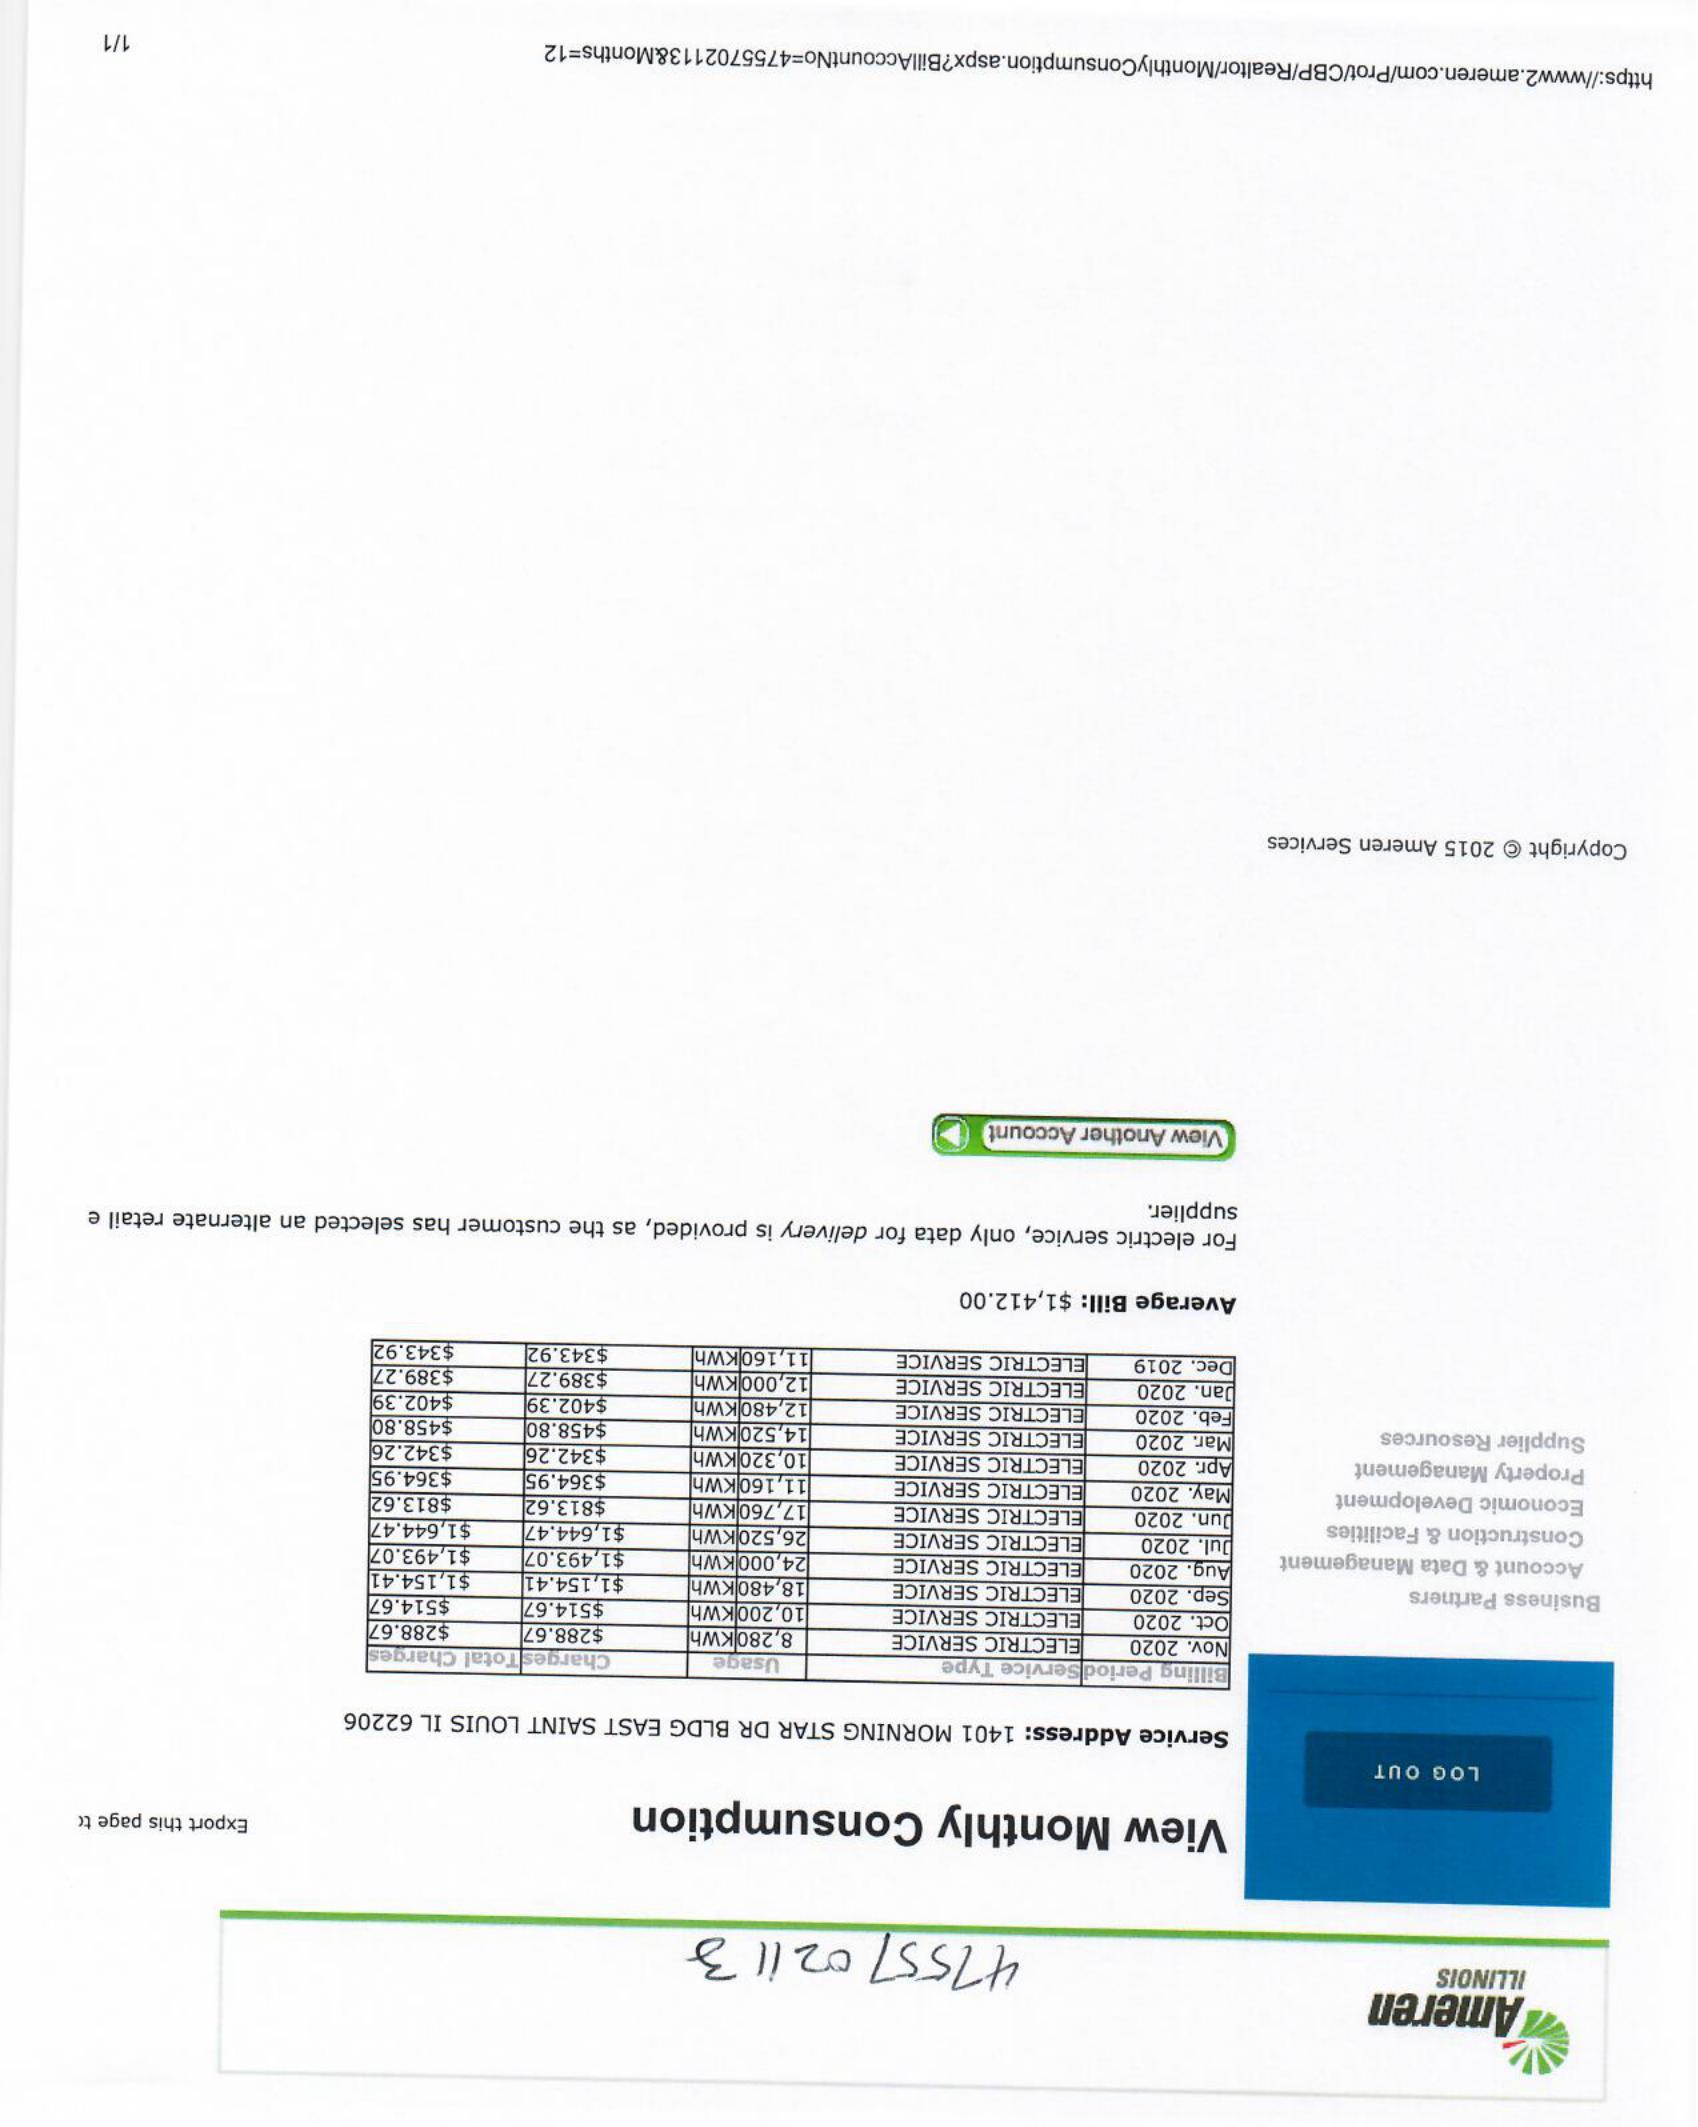 Ameren
ILLINOIS
4755702113
Export this page to
View Monthly Consumption
LOG OUT
Service Address: 1401 MORNING STAR DR BLDG EAST SAINT LOUIS IL 62206
Billing Period Service Type Usage Charges Total Charges
Nov. 2020 ELECTRIC SERVICE 8,280 KWh $288.67 $288.67
Oct. 2020 ELECTRIC SERVICE 10,200 KWh $514.67 $514.67
Sep. 2020 ELECTRIC SERVICE 18,480 KWh $1,154.41 $1,154.41
Aug. 2020 ELECTRIC SERVICE 24,000 KWh $1,493.07 $1,493.07
Jul. 2020 ELECTRIC SERVICE 26,520 KWh $1,644.47 $1,644.47
Jun. 2020 ELECTRIC SERVICE 17,760 KWh $813.62 $813.62
May. 2020 ELECTRIC SERVICE 11,160 KWh $364.95 $364.95
Apr. 2020 ELECTRIC SERVICE 10,320 KWh $342.26 $342.26
Mar. 2020 ELECTRIC SERVICE 14,520 KWh $458.80 $458.80
Feb. 2020 ELECTRIC SERVICE 12,480 KWh $402.39 $402.39
Jan. 2020 ELECTRIC SERVICE 12,000 KWh $389.27 $389.27
Dec. 2019 ELECTRIC SERVICE 11,160 KWh $343.92 $343.92
Business Partners
Account & Data Management
Construction & Facilities
Economic Development
Property Management
Supplier Resources
Average Bill: $1,412.00
For electric service, only data for delivery is provided, as the customer has selected an alternate retail e
supplier.
View Another Account
Copyright © 2015 Ameren Services
https://www2.ameren.com/Prot/CBP/Realtor/MonthlyConsumption.aspx?BillAccountNo=4755702113&Months=12
1/1